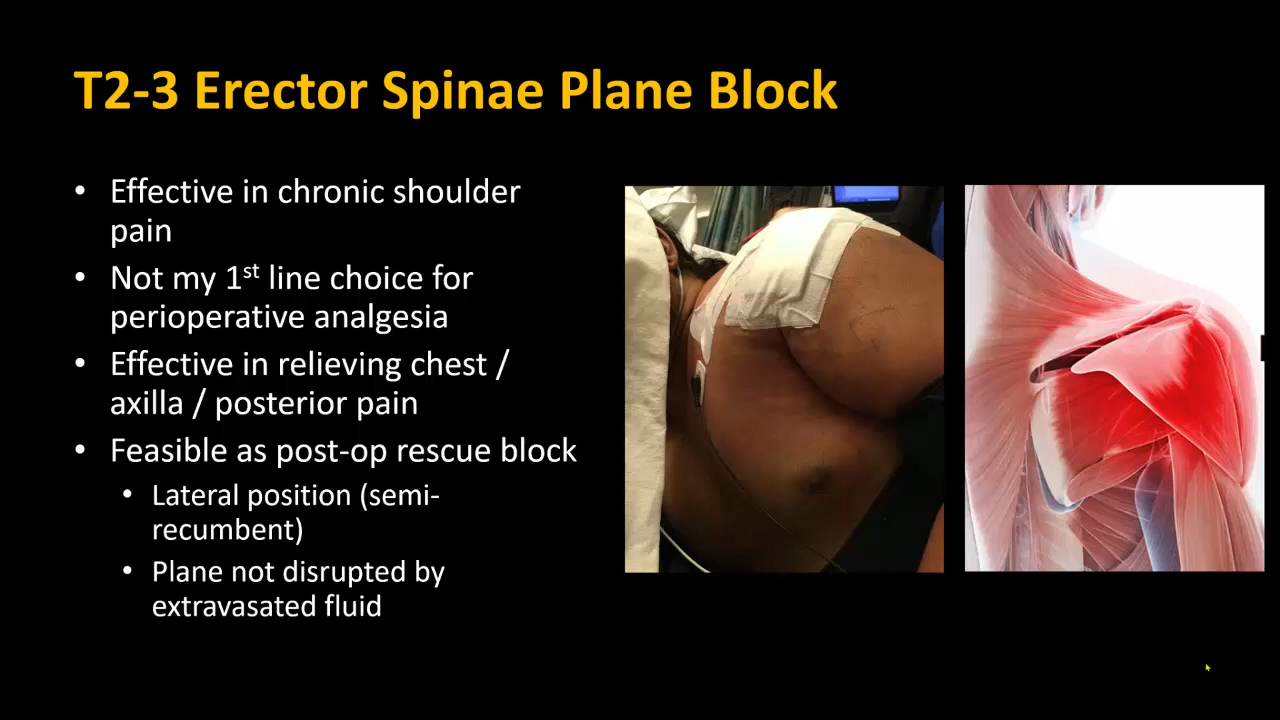 T2-3 Erector Spinae Plane Block
• Effective in chronic shoulder
pain
• Not my 1st line choice for
perioperative analgesia
• Effective in relieving chest /
axilla / posterior pain
• Feasible as post-op rescue block
• Lateral position (semi-
recumbent)
• Plane not disrupted by
extravasated fluid